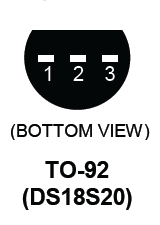 1 2 3
(BOTTOM VIEW)
TO-92
(DS18S20)